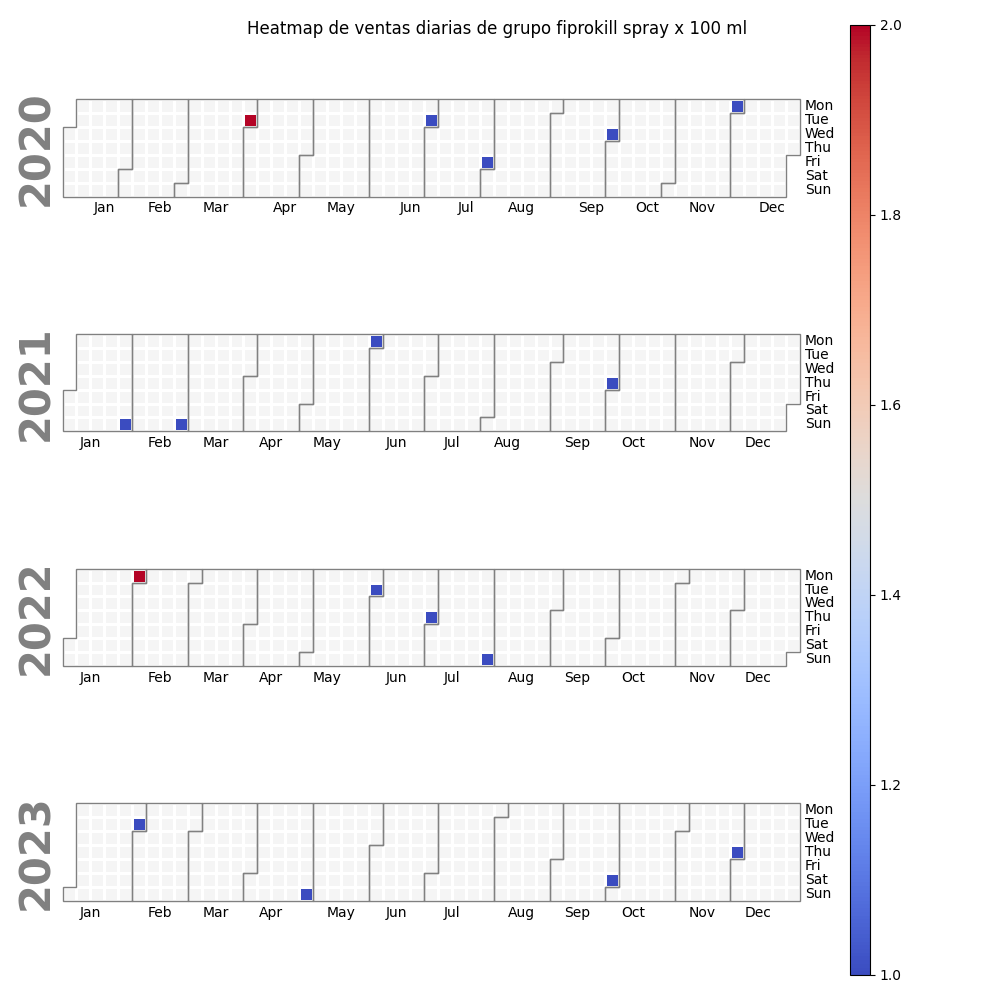 Heatmap de ventas diarias de grupo fiprokill spray x 100 ml
2020
Mon
Tue
Wed
Thu
Fri
Sat
Sun
Jan Feb Mar Apr May Jun Jul Aug Sep Oct Nov Dec
2021
Mon
Tue
Wed
Thu
Fri
Sat
Sun
Jan Feb Mar Apr May Jun Jul Aug Sep Oct Nov Dec
2022
Mon
Tue
Wed
Thu
Fri
Sat
Sun
Jan Feb Mar Apr May Jun Jul Aug Sep Oct Nov Dec
2023
Mon
Tue
Wed
Thu
Fri
Sat
Sun
Jan Feb Mar Apr May Jun Jul Aug Sep Oct Nov Dec
2.0
1.8
1.6
1.4
1.2
1.0